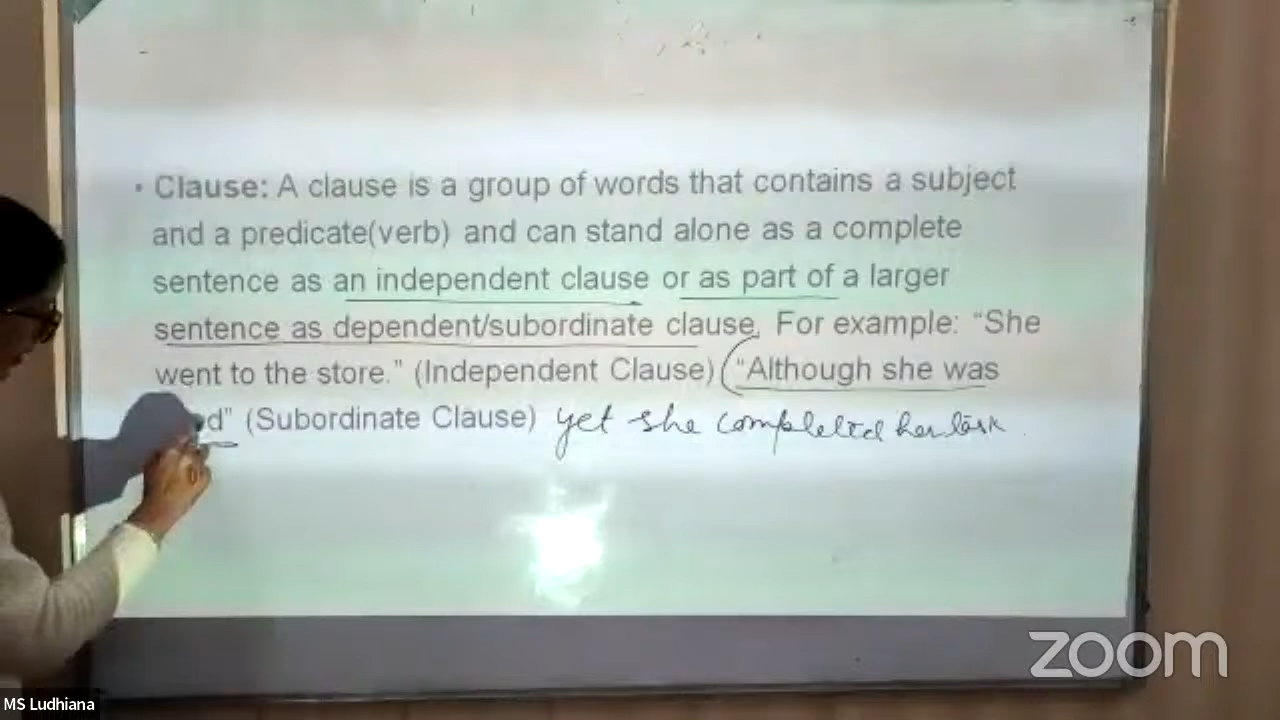 • Clause: A clause is a group of words that contains a subject
and a predicate(verb) and can stand alone as a complete
sentence as an independent clause or as part of a larger
sentence as dependent/subordinate clause. For example: “She
went to the store.” (Independent Clause) (“Although she was
(Subordinate Clause) yet she completed her task.
zoom
MS Ludhiana